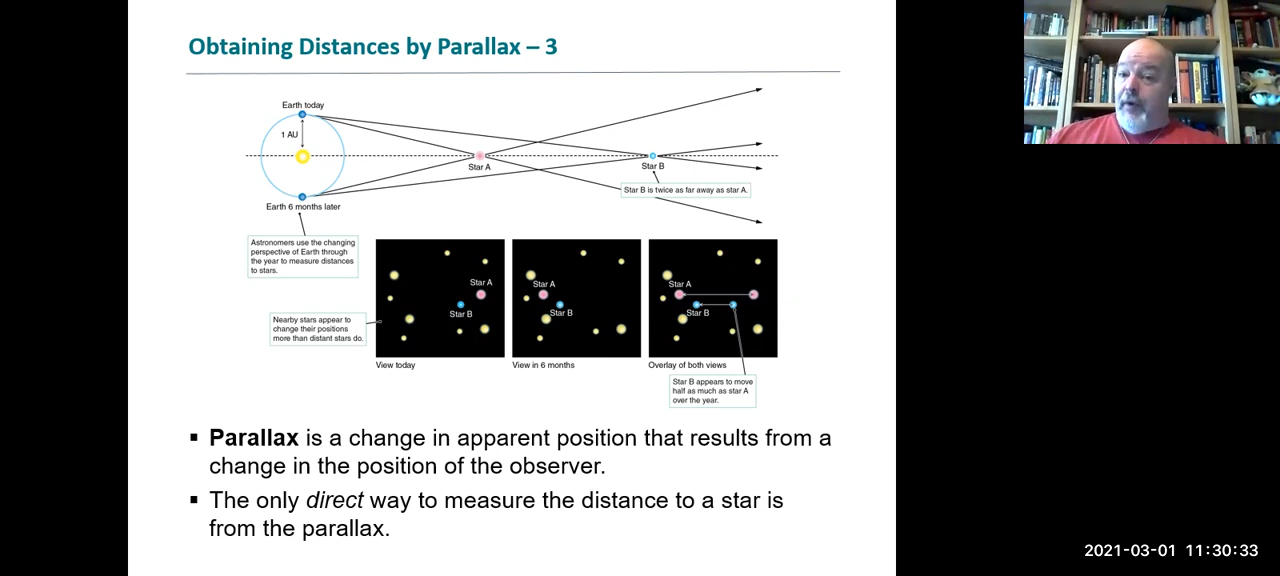 Obtaining Distances by Parallax – 3
Earth today
1 AU
Star A
Star B
Star B is twice as far away as star A.
Earth 6 months later
Astronomers use the changing
perspective of Earth through
the year to measure distances
to stars.
Nearby stars appear to
change their positions
more than distant stars do.
Star A
Star B
View today
Star A
Star B
View in 6 months
Star A
Star B
Overlay of both views
Star B appears to move
half as much as star A
over the year.
▪ Parallax is a change in apparent position that results from a
change in the position of the observer.
▪ The only direct way to measure the distance to a star is
from the parallax.
2021-03-01 11:30:33